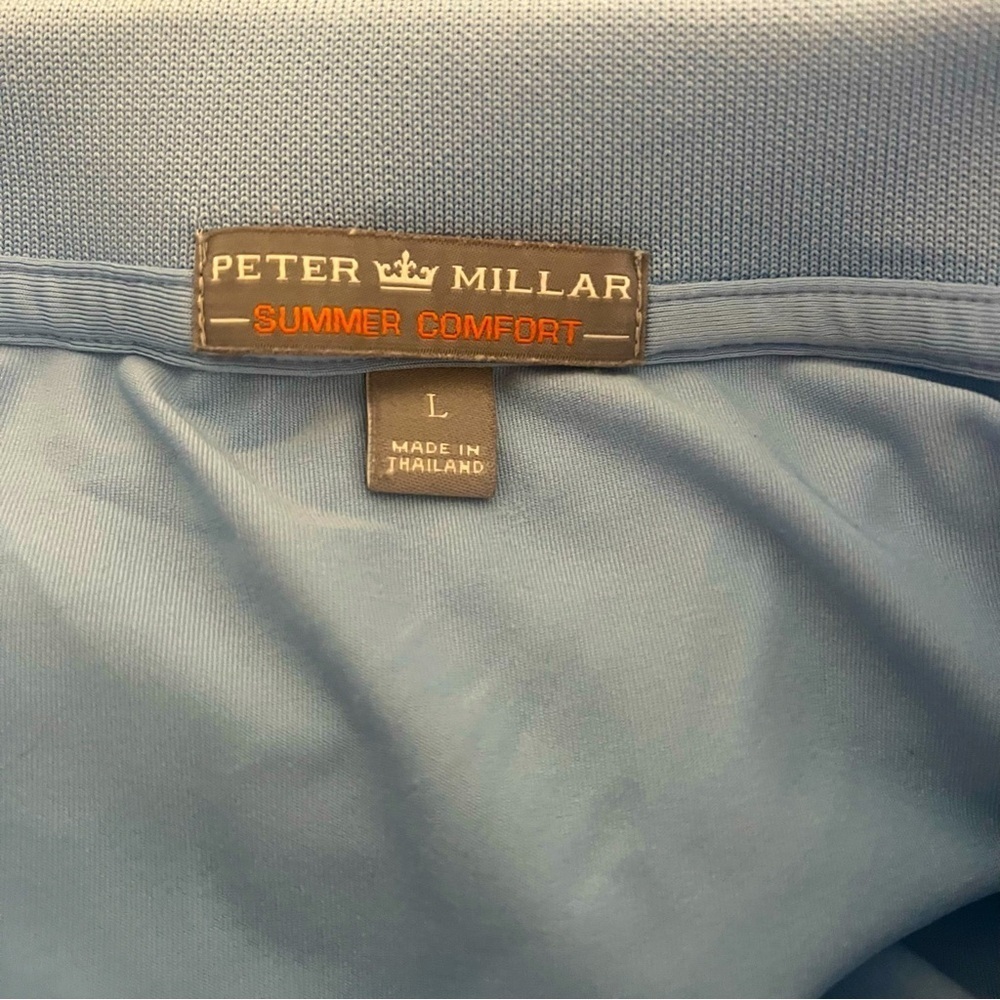 PETER MILLAR
SUMMER COMFORT
L
MADE IN
THAILAND